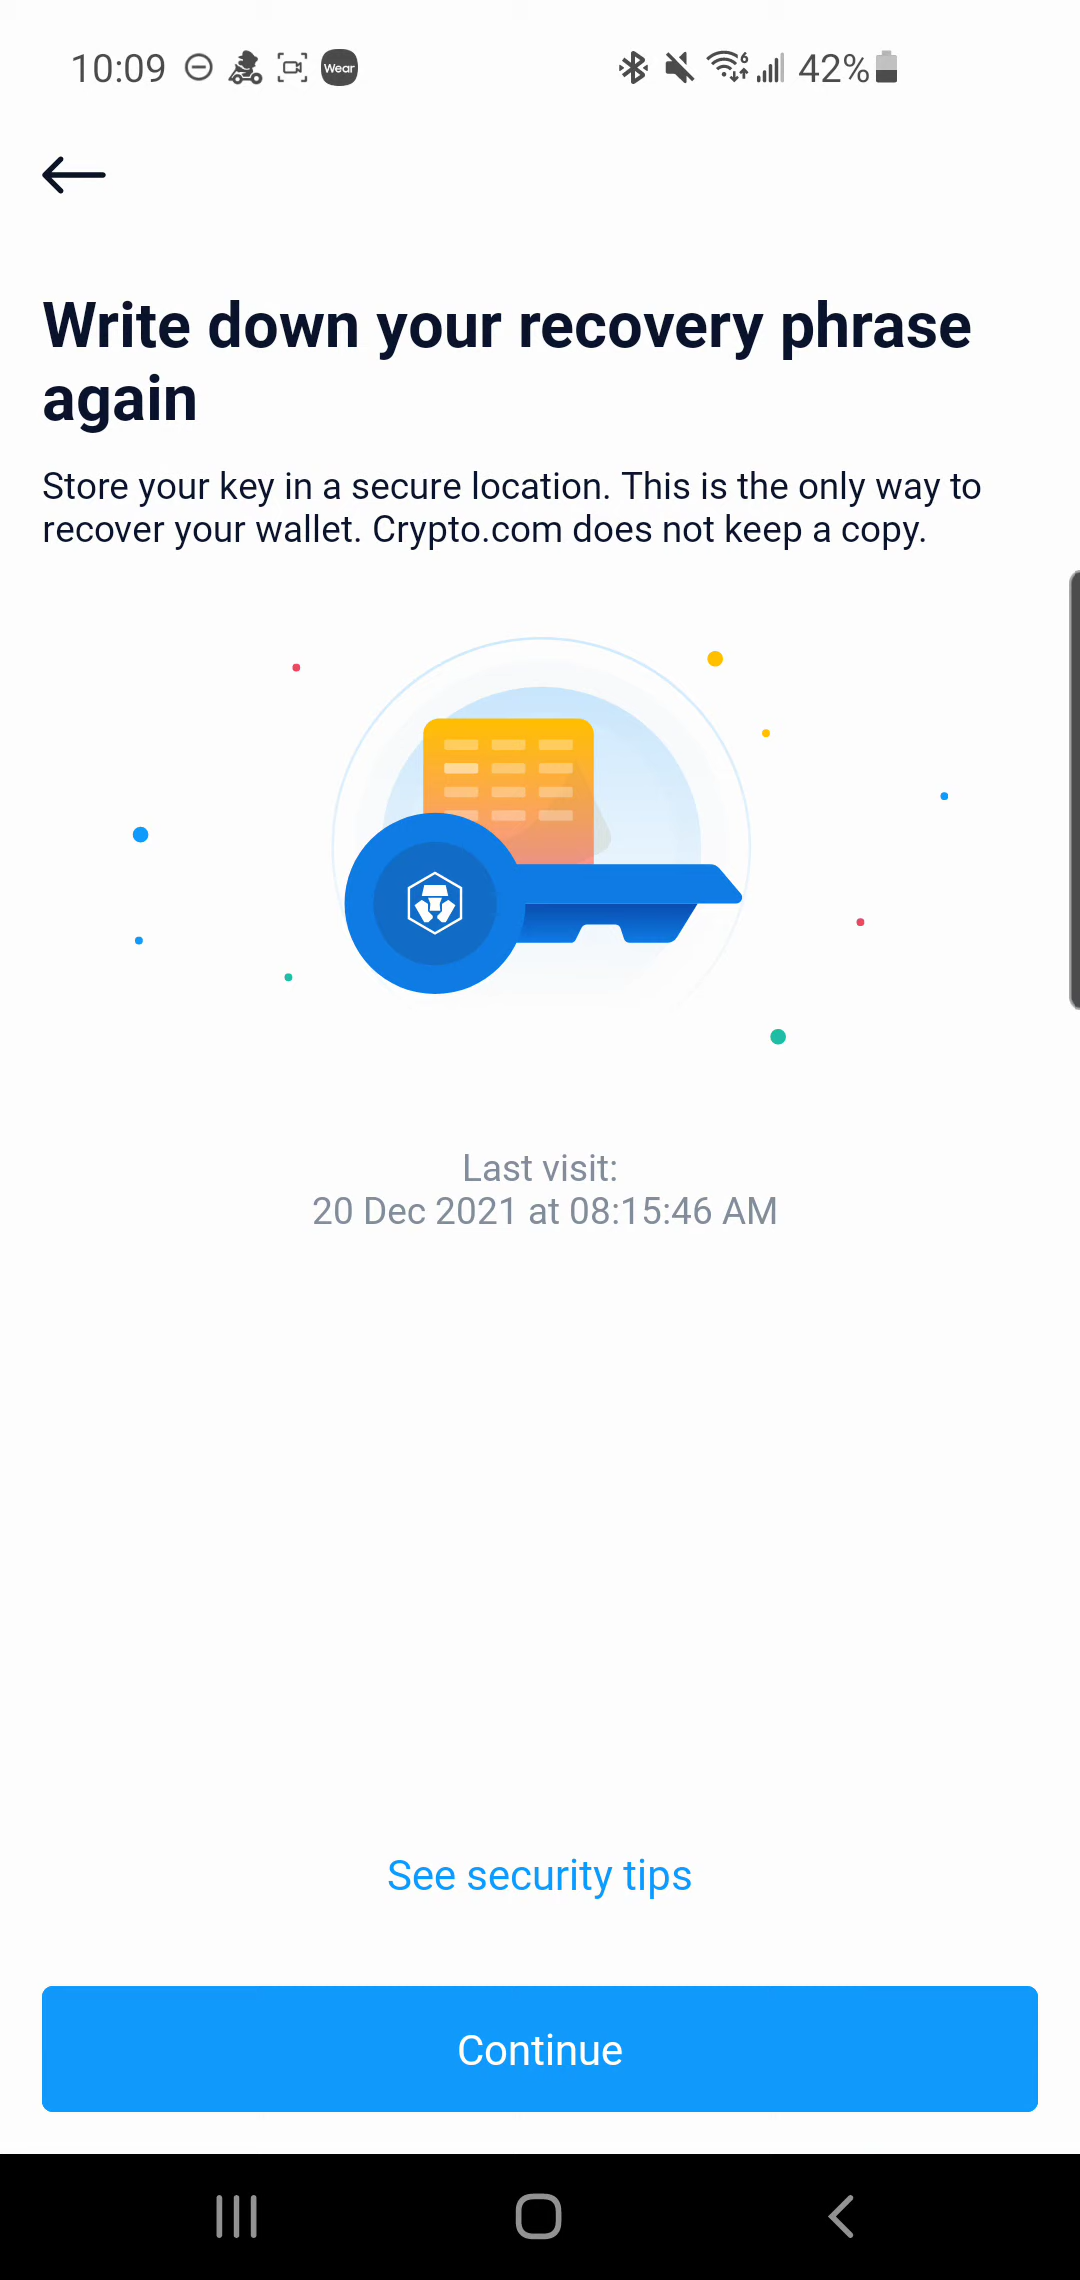 10:09 Wear 6 42%
Write down your recovery phrase
again
Store your key in a secure location. This is the only way to
recover your wallet. Crypto.com does not keep a copy.
Last visit:
20 Dec 2021 at 08:15:46 AM
See security tips
Continue